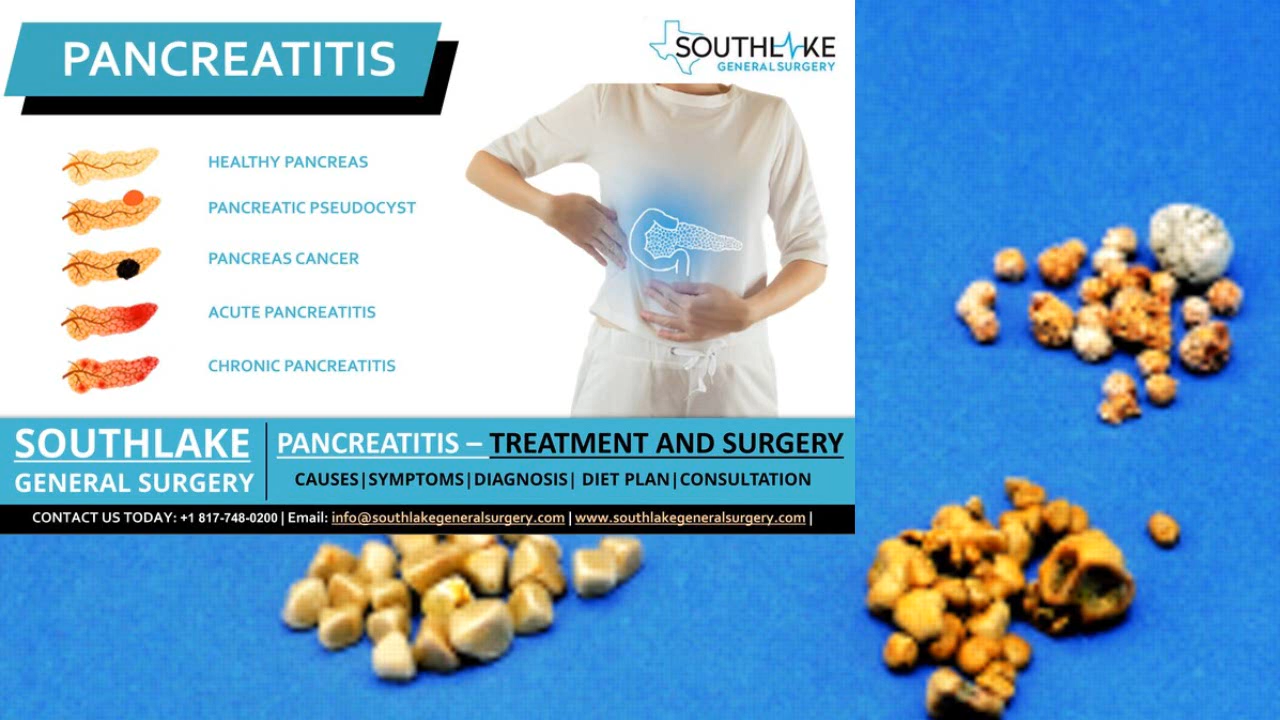 PANCREATITIS
SOUTHLAKE
GENERAL SURGERY
HEALTHY PANCREAS
PANCREATIC PSEUDOCYST
PANCREAS CANCER
ACUTE PANCREATITIS
CHRONIC PANCREATITIS
SOUTHLAKE
GENERAL SURGERY
PANCREATITIS – TREATMENT AND SURGERY
CAUSES|SYMPTOMS|DIAGNOSIS| DIET PLAN|CONSULTATION
CONTACT US TODAY: +1 817-748-0200 | Email: info@southlakegeneralsurgery.com | www.southlakegeneralsurgery.com |